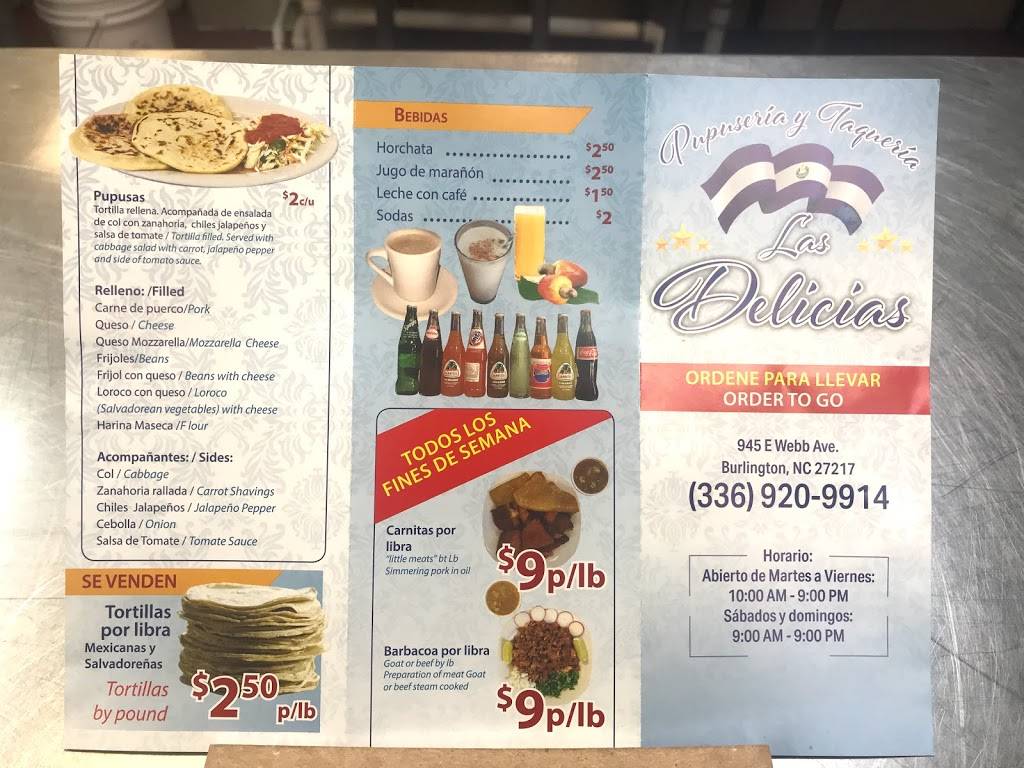 Pupusas $2c/u
Tortilla rellena. Acompañada de ensalada
de col con zanahoria, chiles jalapeños y
salsa de tomate / Tortilla filled. Served with
cabbage salad with carrot, jalapeño pepper
and side of tomato sauce.
Relleno: /Filled
Carne de puerco/Pork
Queso / Cheese
Queso Mozzarella/Mozzarella Cheese
Frijoles/Beans
Frijol con queso / Beans with cheese
Loroco con queso / Loroco
(Salvadorean vegetables) with cheese
Harina Maseca /F lour
Acompañantes: / Sides:
Col / Cabbage
Zanahoria rallada / Carrot Shavings
Chiles Jalapeños / Jalapeño Pepper
Cebolla / Onion
Salsa de Tomate / Tomate Sauce
SE VENDEN
Tortillas
por libra
Mexicanas y
Salvadoreñas
Tortillas
by pound
$2.50 p/lb
BEBIDAS
Horchata ........................ $2.50
Jugo de marañón ................ $2.50
Leche con café .................. $1.50
Sodas ........................... $2
TODOS LOS
FINES DE SEMANA
Carnitas por
libra
"little meats" bt Lb
Simmering pork in oil
$9p/lb
Barbacoa por libra
Goat or beef by lb
Preparation of meat Goat
or beef steam cooked
$9p/lb
Pupusería y Taquería
Las
Delicias
ORDENE PARA LLEVAR
ORDER TO GO
945 E Webb Ave.
Burlington, NC 27217
(336) 920-9914
Horario:
Abierto de Martes a Viernes:
10:00 AM - 9:00 PM
Sábados y domingos:
9:00 AM - 9:00 PM